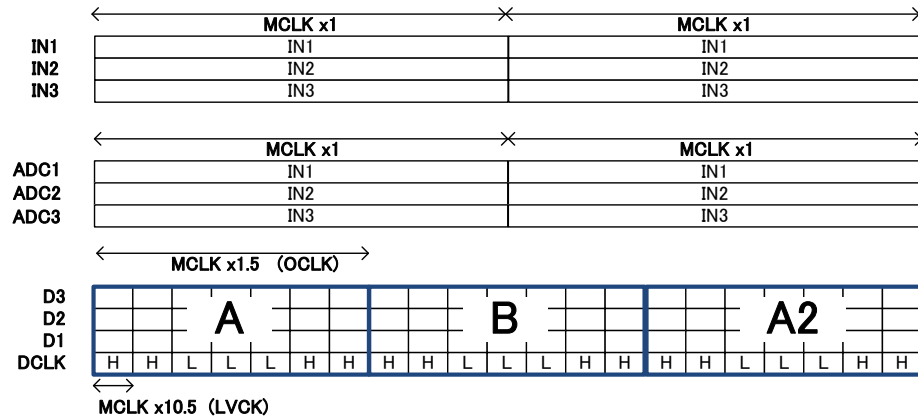 MCLK x1 MCLK x1
IN1 IN1 IN1
IN2 IN2 IN2
IN3 IN3 IN3
MCLK x1 MCLK x1
ADC1 IN1 IN1
ADC2 IN2 IN2
ADC3 IN3 IN3
MCLK x1.5 (OCLK)
D3
D2 A B A2
D1
DCLK H H L L L H H H H L L L H H H H L L L H H
MCLK x10.5 (LVCK)